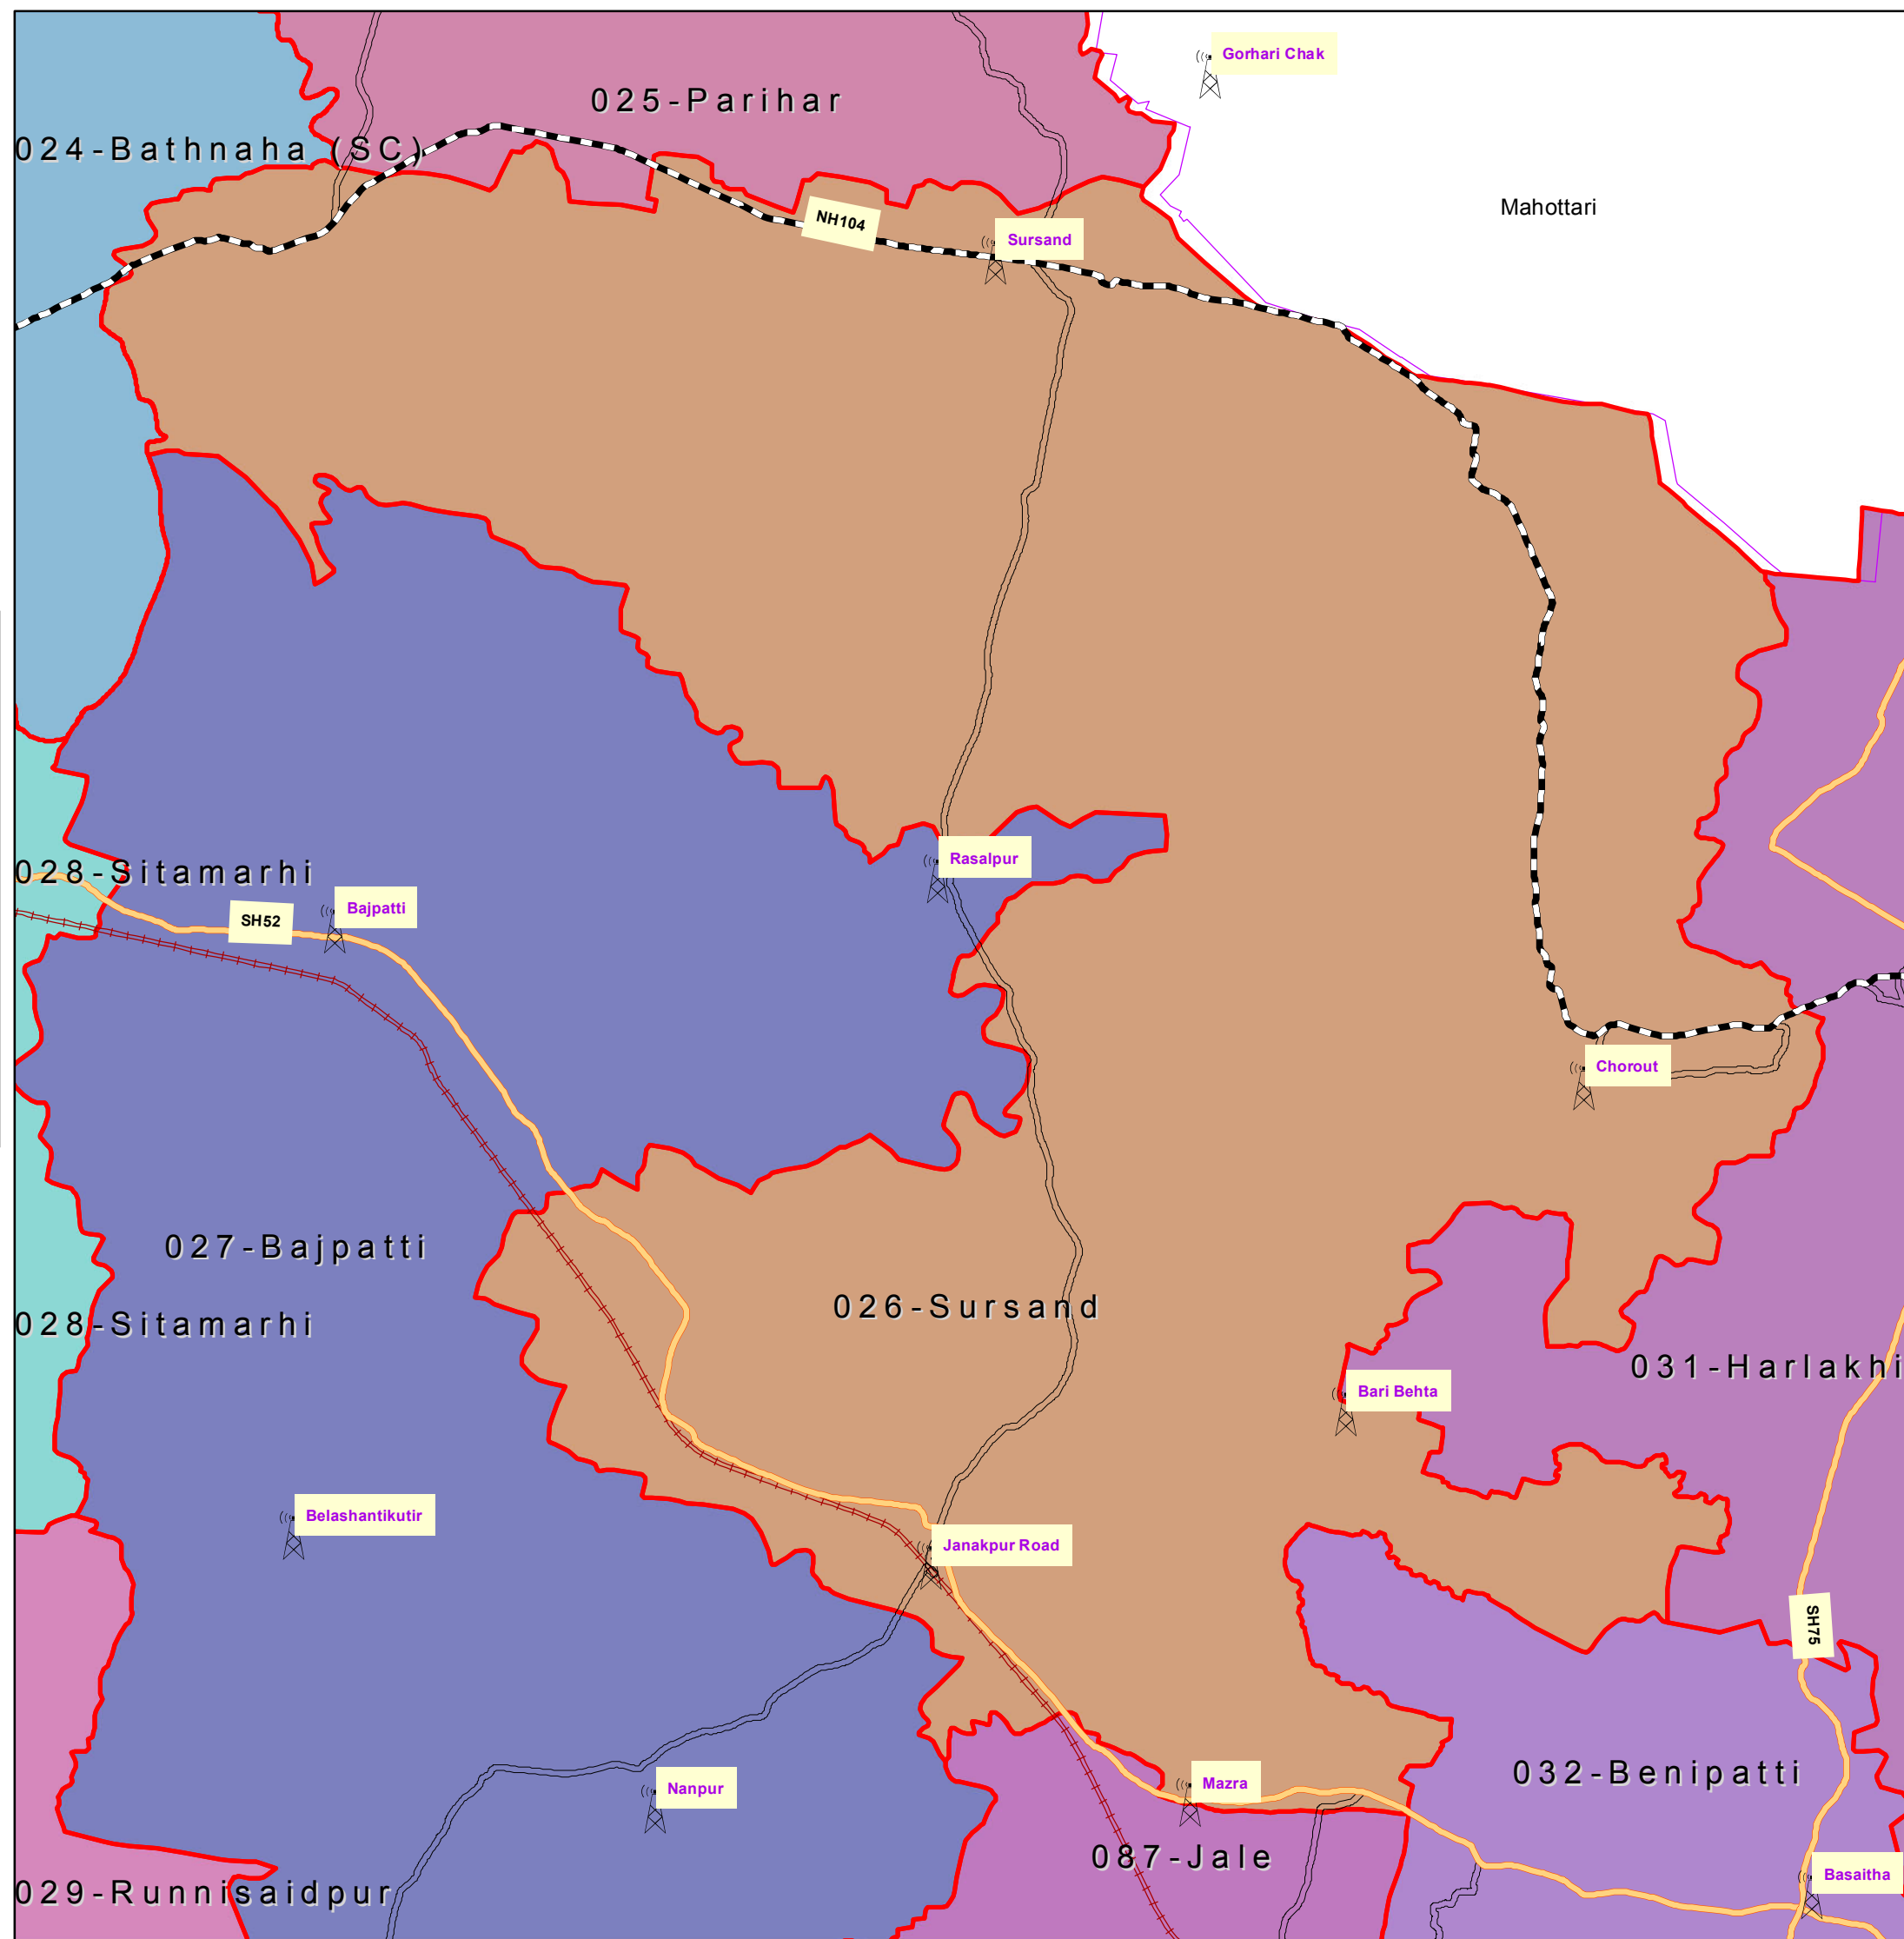 Gorhari Chak
025-Parihar
024-Bathnaha (SC)
Mahottari
NH104
Sursand
Rasalpur
028-Sitamarhi
Bajpatti
SH52
Chorout
027-Bajpatti
026-Sursand
028-Sitamarhi
031-Harlakhi
Bari Behta
Belashantikutir
Janakpur Road
SH75
032-Benipatti
Mazra
Nanpur
087-Jale
Basaitha
029-Runnisaidpur